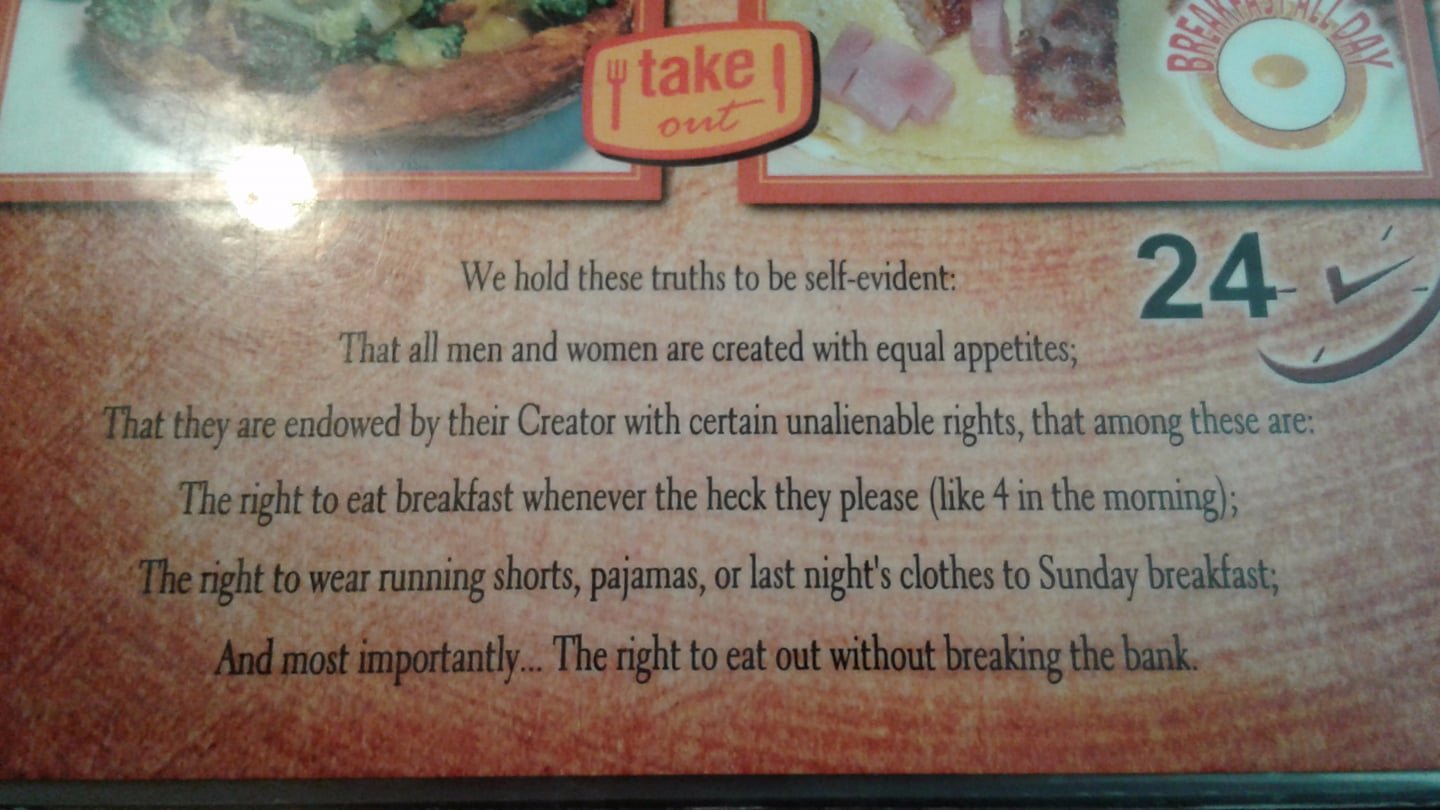 take
out
BREAKFAST ALL DAY
24
We hold these truths to be self-evident:
That all men and women are created with equal appetites;
That they are endowed by their Creator with certain unalienable rights, that among these are:
The right to eat breakfast whenever the heck they please (like 4 in the morning);
The right to wear running shorts, pajamas, or last night's clothes to Sunday breakfast;
And most importantly... The right to eat out without breaking the bank.